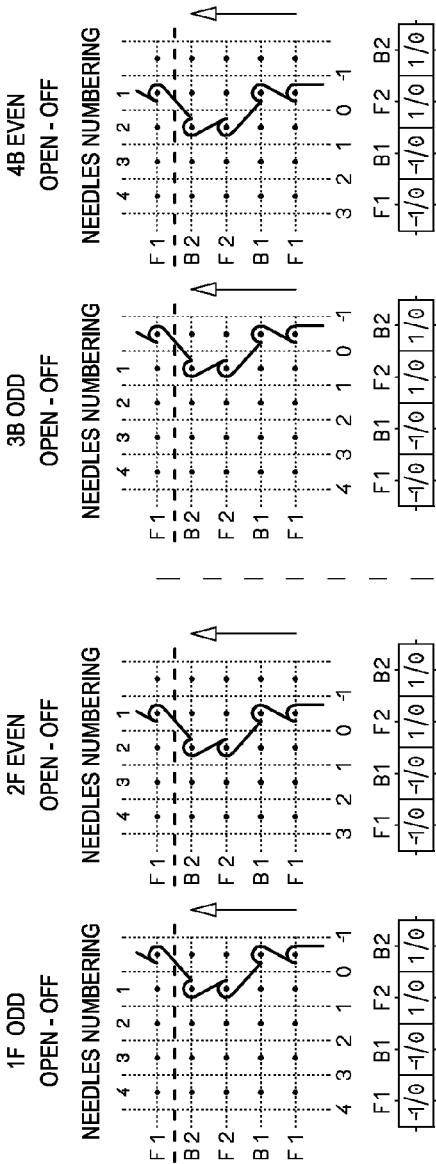 1F ODD
OPEN - OFF
NEEDLES NUMBERING
4 3 2 1
F1
B2
F2
B1
F1
4 3 2 1 0 -1
F1 B1 F2 B2
-1/0 -1/0 1/0 1/0
2F EVEN
OPEN - OFF
NEEDLES NUMBERING
4 3 2 1
F1
B2
F2
B1
F1
3 2 1 0 -1
F1 B1 F2 B2
-1/0 -1/0 1/0 1/0
3B ODD
OPEN - OFF
NEEDLES NUMBERING
4 3 2 1
F1
B2
F2
B1
F1
4 3 2 1 0 -1
F1 B1 F2 B2
-1/0 -1/0 1/0 1/0
4B EVEN
OPEN - OFF
NEEDLES NUMBERING
4 3 2 1
F1
B2
F2
B1
F1
3 2 1 0 -1
F1 B1 F2 B2
-1/0 -1/0 1/0 1/0